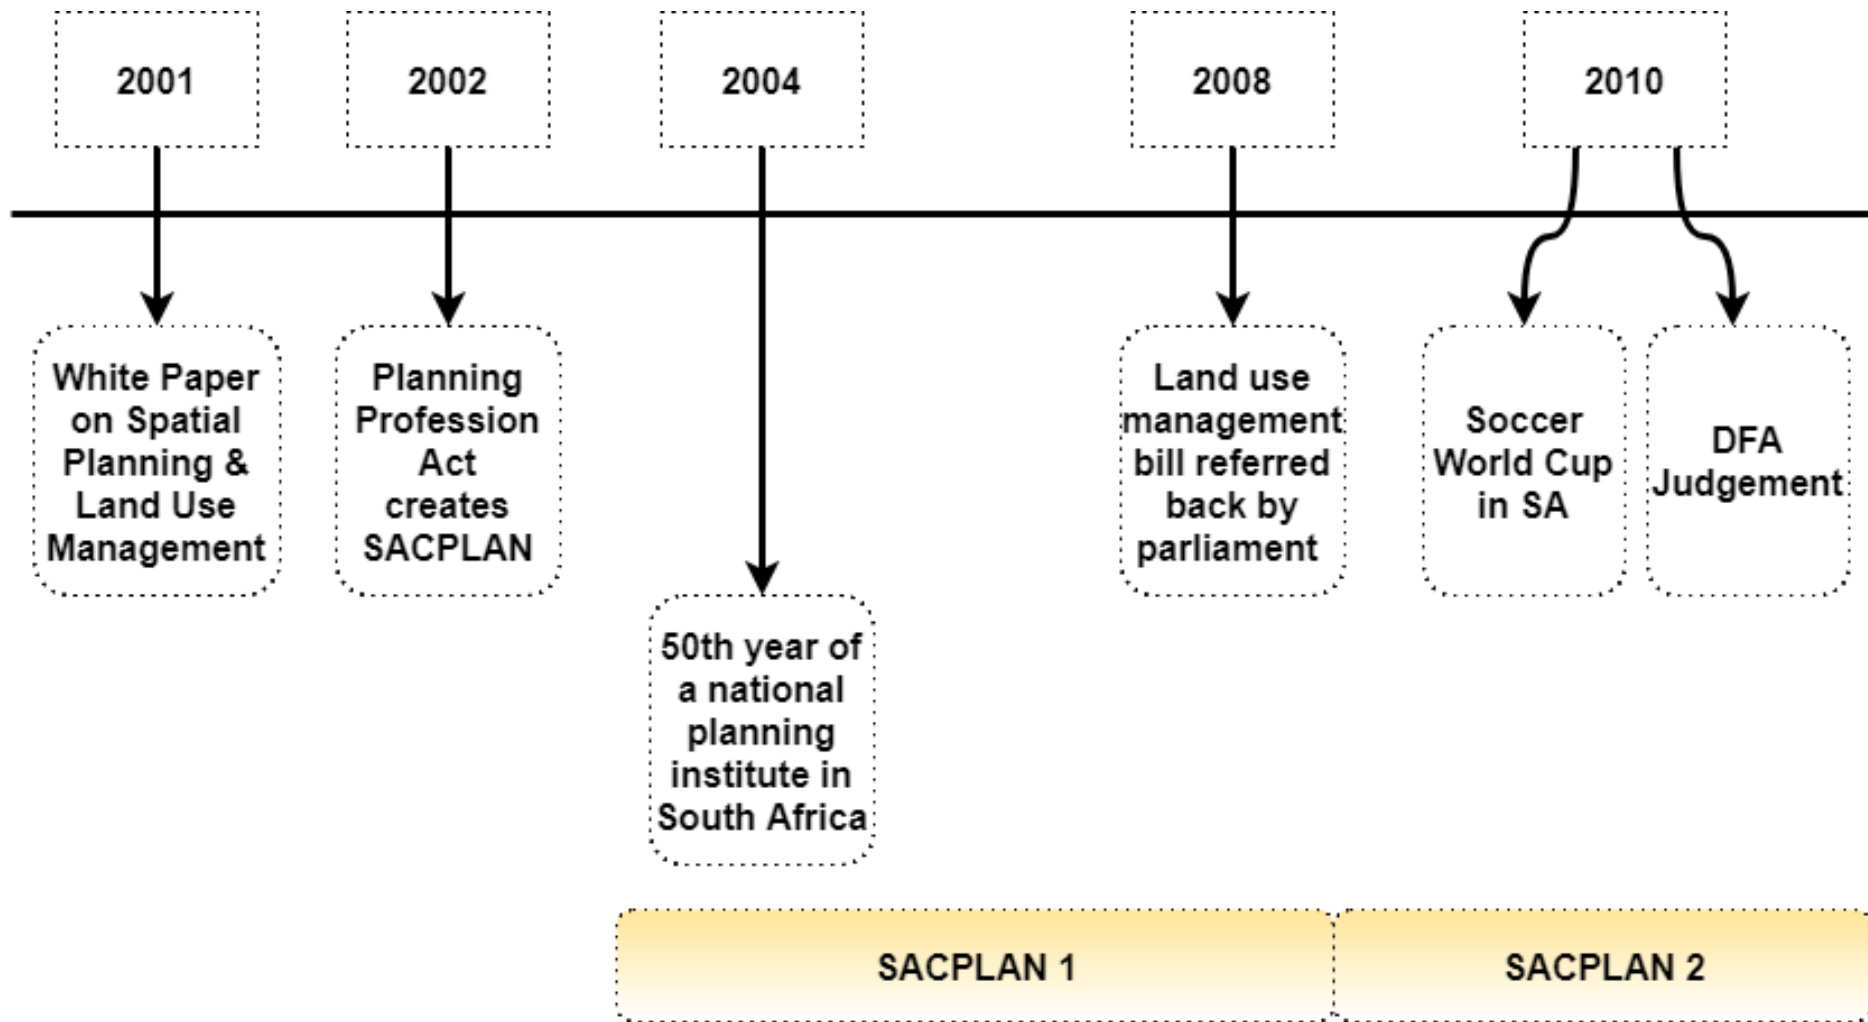 2001
2002
2004
2008
2010
White Paper
on Spatial
Planning &
Land Use
Management
Planning
Profession
Act
creates
SACPLAN
50th year of
a national
planning
institute in
South Africa
Land use
management
bill referred
back by
parliament
Soccer
World Cup
in SA
DFA
Judgement
SACPLAN 1
SACPLAN 2